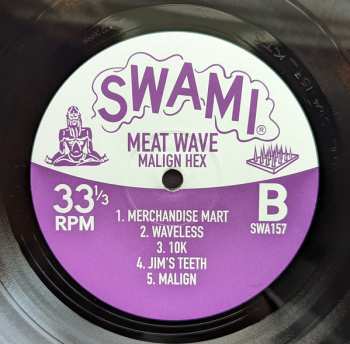 SWAMI®
MEAT WAVE
MALIGN HEX
33⅓
RPM
1. MERCHANDISE MART
2. WAVELESS
3. 10K
4. JIM'S TEETH
5. MALIGN
B
SWA157